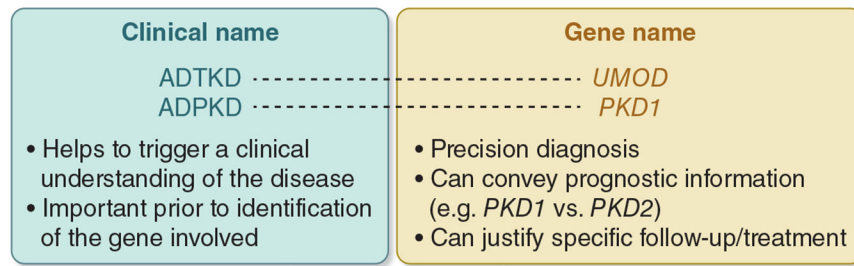 Clinical name
ADTKD
ADPKD
• Helps to trigger a clinical
understanding of the disease
• Important prior to identification
of the gene involved
Gene name
UMOD
PKD1
• Precision diagnosis
• Can convey prognostic information
(e.g. PKD1 vs. PKD2)
• Can justify specific follow-up/treatment